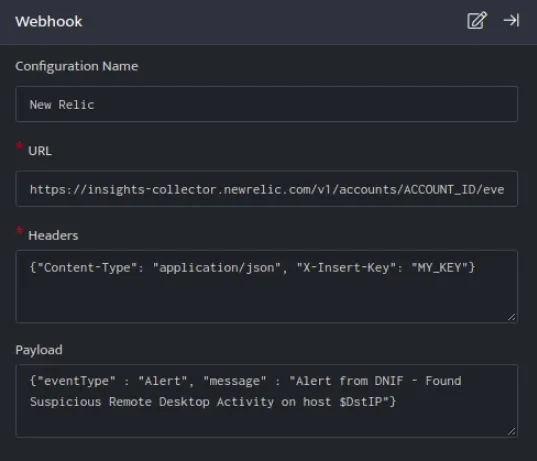 Webhook
Configuration Name
New Relic
* URL
https://insights-collector.newrelic.com/v1/accounts/ACCOUNT_ID/eve
* Headers
{"Content-Type": "application/json", "X-Insert-Key": "MY_KEY"}
Payload
{"eventType" : "Alert", "message" : "Alert from DNIF - Found
Suspicious Remote Desktop Activity on host $DstIP"}